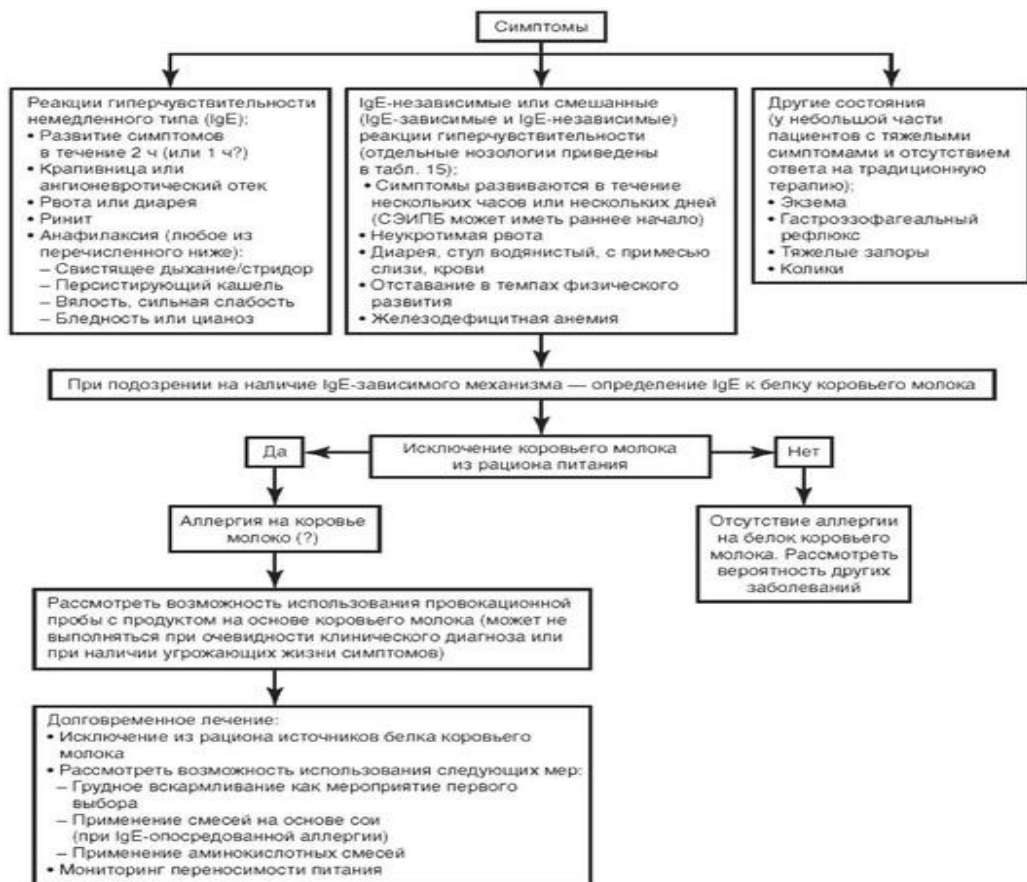 Симптомы
Реакции гиперчувствительности
немедленного типа (IgE):
• Развитие симптомов
в течение 2 ч (или 1 ч?)
• Крапивница или
ангионевротический отек
• Рвота или диарея
• Ринит
• Анафилаксия (любое из
перечисленного ниже):
– Свистящее дыхание/стридор
– Персистирующий кашель
– Вялость, сильная слабость
– Бледность или цианоз
IgE-независимые или смешанные
(IgE-зависимые и IgE-независимые)
реакции гиперчувствительности
(отдельные нозологии приведены
в табл. 15):
• Симптомы развиваются в течение
нескольких часов или нескольких дней
(СЭИПБ может иметь раннее начало)
• Неукротимая рвота
• Диарея, стул водянистый, с примесью
слизи, крови
• Отставание в темпах физического
развития
• Железодефицитная анемия
Другие состояния
(у небольшой части
пациентов с тяжелыми
симптомами и отсутствием
ответа на традиционную
терапию):
• Экзема
• Гастроэзофагеальный
рефлюкс
• Тяжелые запоры
• Колики
При подозрении на наличие IgE-зависимого механизма — определение IgE к белку коровьего молока
Да
Исключение коровьего молока
из рациона питания
Нет
Аллергия на коровье
молоко (?)
Отсутствие аллергии
на белок коровьего
молока. Рассмотреть
вероятность других
заболеваний
Рассмотреть возможность использования провокационной
пробы с продуктом на основе коровьего молока (может не
выполняться при очевидности клинического диагноза или
при наличии угрожающих жизни симптомов)
Долговременное лечение:
• Исключение из рациона источников белка коровьего
молока
• Рассмотреть возможность использования следующих мер:
– Грудное вскармливание как мероприятие первого
выбора
– Применение смесей на основе сои
(при IgE-опосредованной аллергии)
– Применение аминокислотных смесей
• Мониторинг переносимости питания